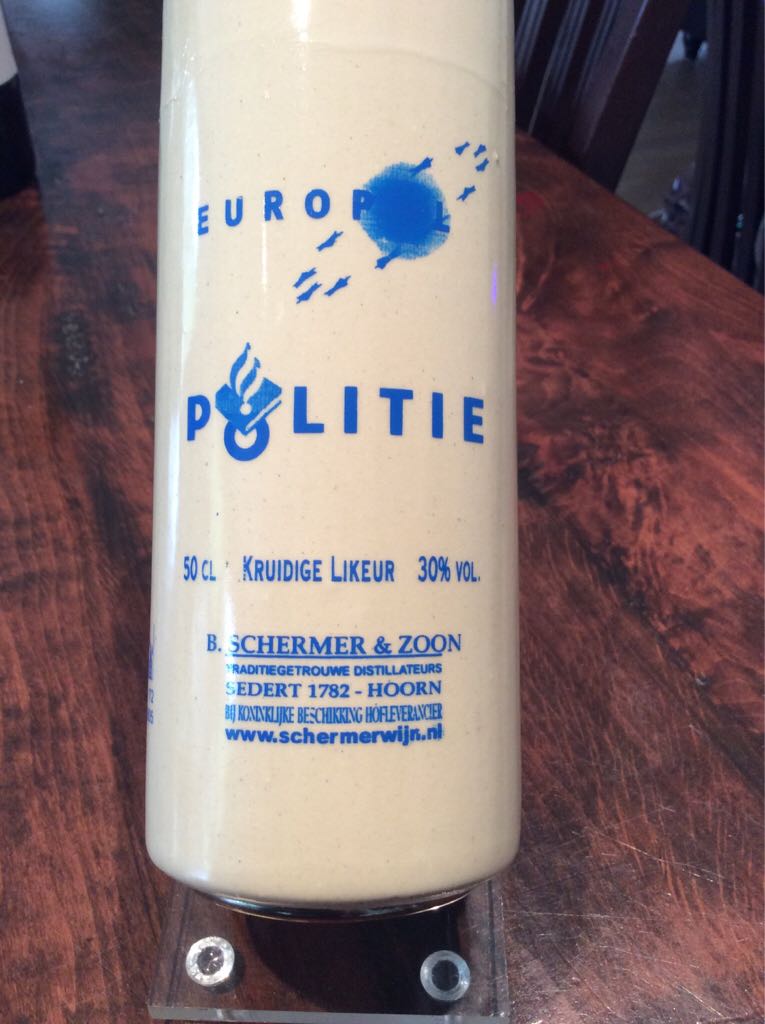 EUROPOL
POLITIE
50 CL KRUIDIGE LIKEUR 30% VOL.
B. SCHERMER & ZOON
TRADITIEGETROUWE DISTILLATEURS
SEDERT 1782 - HOORN
BIJ KONINKLIJKE BESCHIKKING HOFLEVERANCIER
www.schermerwijn.nl